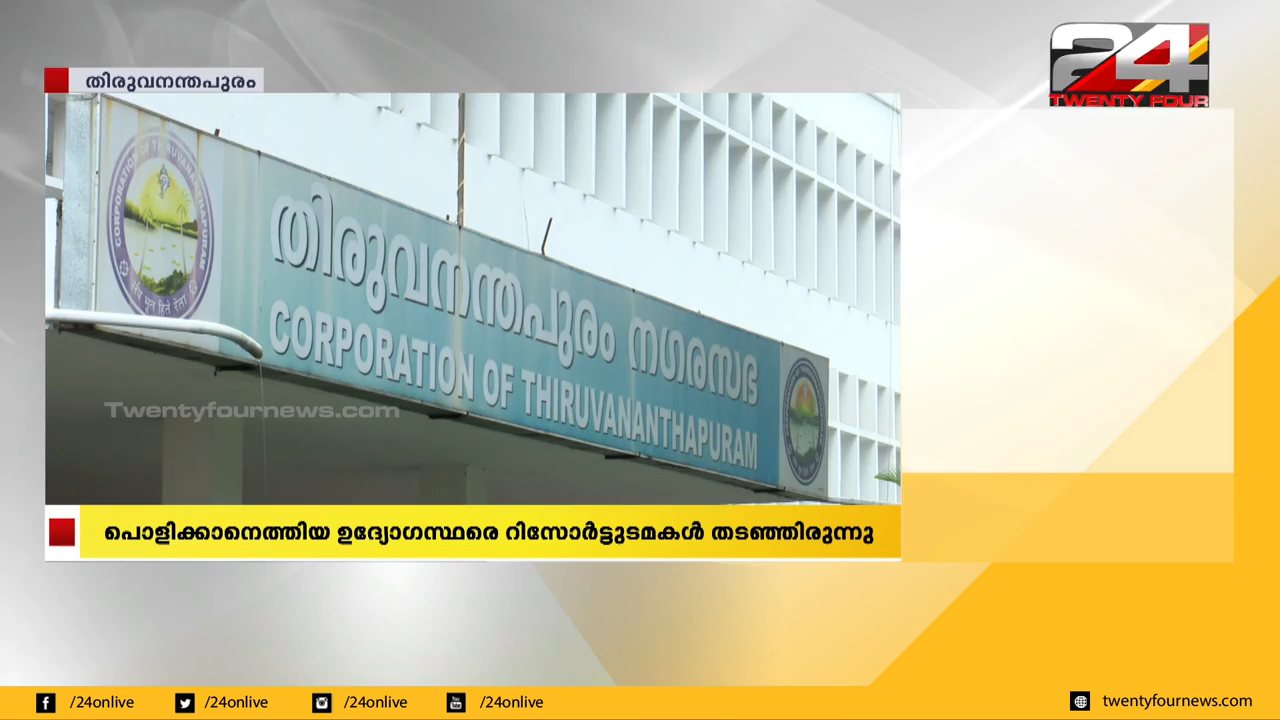 24
TWENTY FOUR
തിരുവനന്തപുരം
CORPORATION OF THIRUVANANTHAPURAM
തിരുവനന്തപുരം നഗരസഭ
CORPORATION OF THIRUVANANTHAPURAM
Twentyfournews.com
പൊളിക്കാനെത്തിയ ഉദ്യോഗസ്ഥരെ റിസോർട്ടുടമകൾ തടഞ്ഞിരുന്നു
/24onlive /24onlive /24onlive /24onlive twentyfournews.com